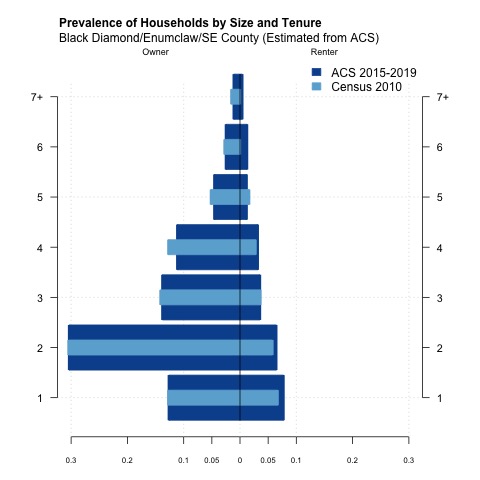 Prevalence of Households by Size and Tenure
Black Diamond/Enumclaw/SE County (Estimated from ACS)
Owner Renter
ACS 2015-2019
Census 2010
7+ 7+
6 6
5 5
4 4
3 3
2 2
1 1
0.3 0.2 0.1 0.05 0 0.05 0.1 0.2 0.3